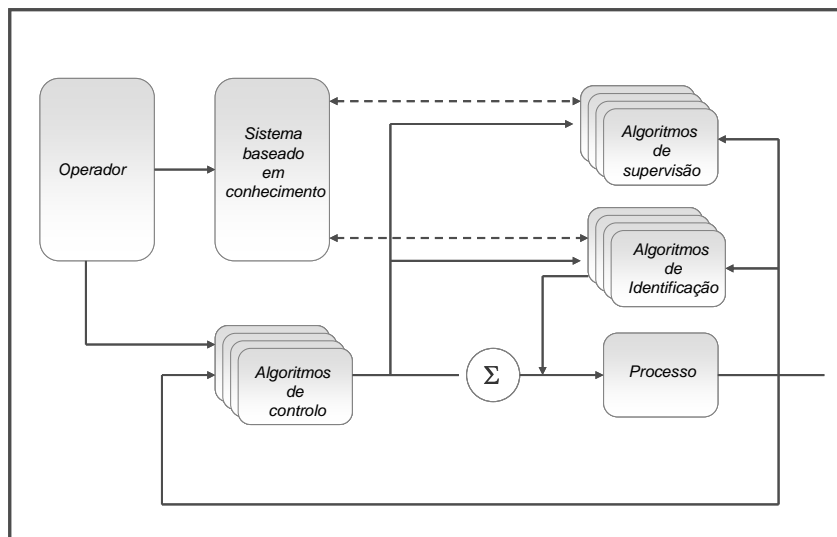 Operador
Sistema
baseado
em
conhecimento
Algoritmos
de
supervisão
Algoritmos
de
Identificação
Algoritmos
de
controlo
Σ
Processo